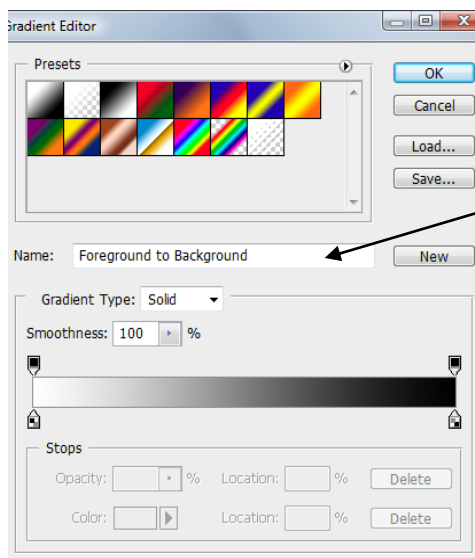 Gradient Editor
Presets
OK
Cancel
Load...
Save...
Name: Foreground to Background New
Gradient Type: Solid
Smoothness: 100 %
Stops
Opacity: % Location: % Delete
Color: Location: % Delete